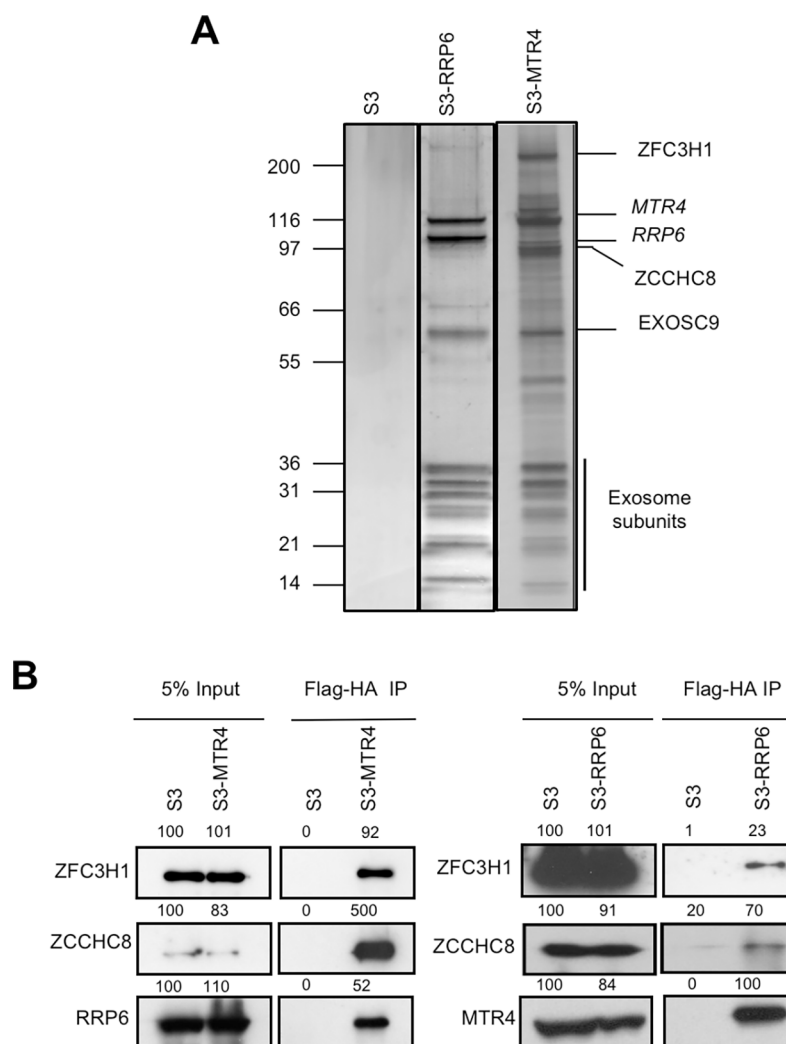 A
S3
S3-RRP6
S3-MTR4
200
116
97
66
55
36
31
21
14
ZFC3H1
MTR4
RRP6
ZCCHC8
EXOSC9
Exosome
subunits
B
5% Input
Flag-HA IP
5% Input
Flag-HA IP
S3
S3-MTR4
S3
S3-MTR4
S3
S3-RRP6
S3
S3-RRP6
100 101 0 92
100 101 1 23
ZFC3H1
ZFC3H1
100 83 0 500
100 91 20 70
ZCCHC8
ZCCHC8
100 110 0 52
100 84 0 100
RRP6
MTR4